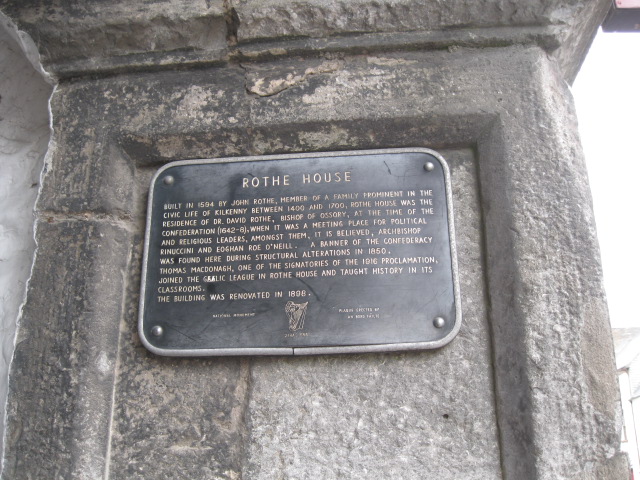 ROTHE HOUSE
BUILT IN 1594 BY JOHN ROTHE, MEMBER OF A FAMILY PROMINENT IN THE
CIVIC LIFE OF KILKENNY BETWEEN 1400 AND 1700, ROTHE HOUSE WAS THE
RESIDENCE OF DR. DAVID ROTHE, BISHOP OF OSSORY, AT THE TIME OF THE
CONFEDERATION (1642-8). WHEN IT WAS A MEETING PLACE FOR POLITICAL
AND RELIGIOUS LEADERS, AMONGST THEM, IT IS BELIEVED, ARCHBISHOP
RINUCCINI AND EOGHAN ROE O'NEILL. A BANNER OF THE CONFEDERACY
WAS FOUND HERE DURING STRUCTURAL ALTERATIONS IN 1850.
THOMAS MACDONAGH, ONE OF THE SIGNATORIES OF THE 1916 PROCLAMATION,
JOINED THE GAELIC LEAGUE IN ROTHE HOUSE AND TAUGHT HISTORY IN ITS
CLASSROOMS.
THE BUILDING WAS RENOVATED IN 1898.
NATIONAL MONUMENT
PLAQUE ERECTED BY